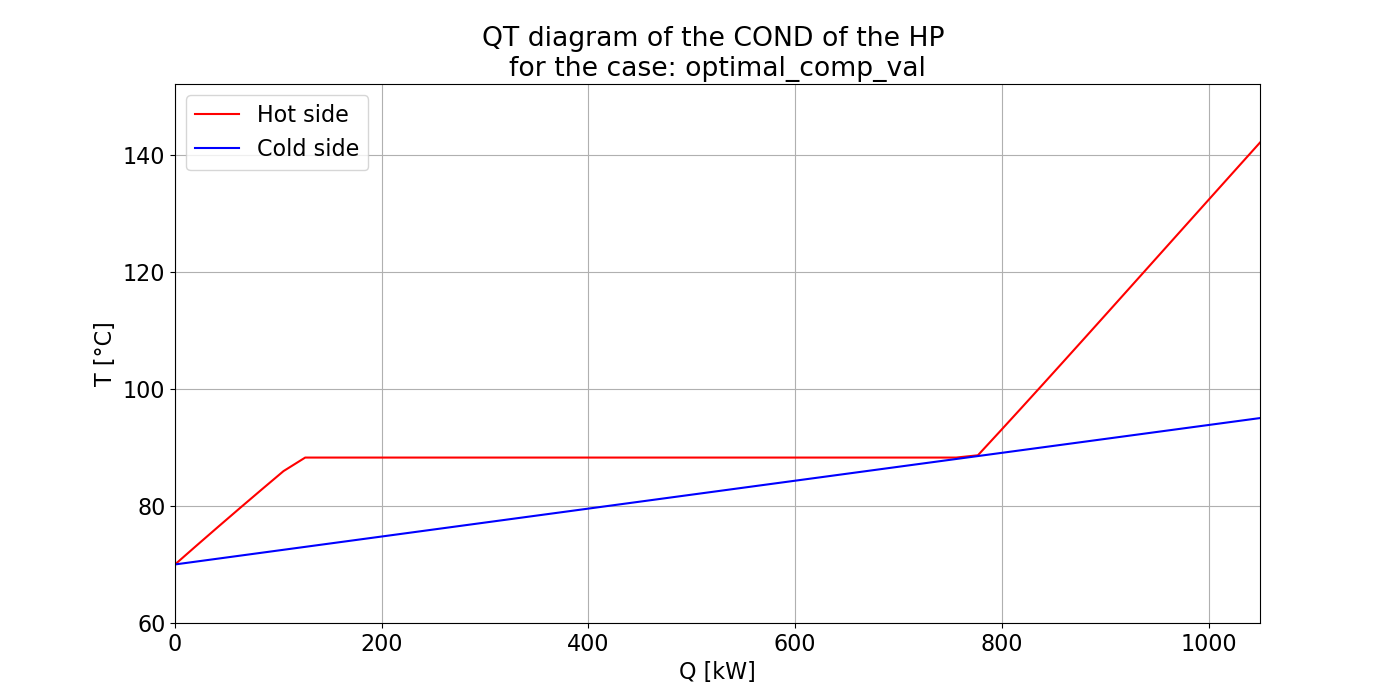 QT diagram of the COND of the HP
for the case: optimal_comp_val
Hot side
Cold side
T [°C]
140
120
100
80
60
0 200 400 600 800 1000
Q [kW]